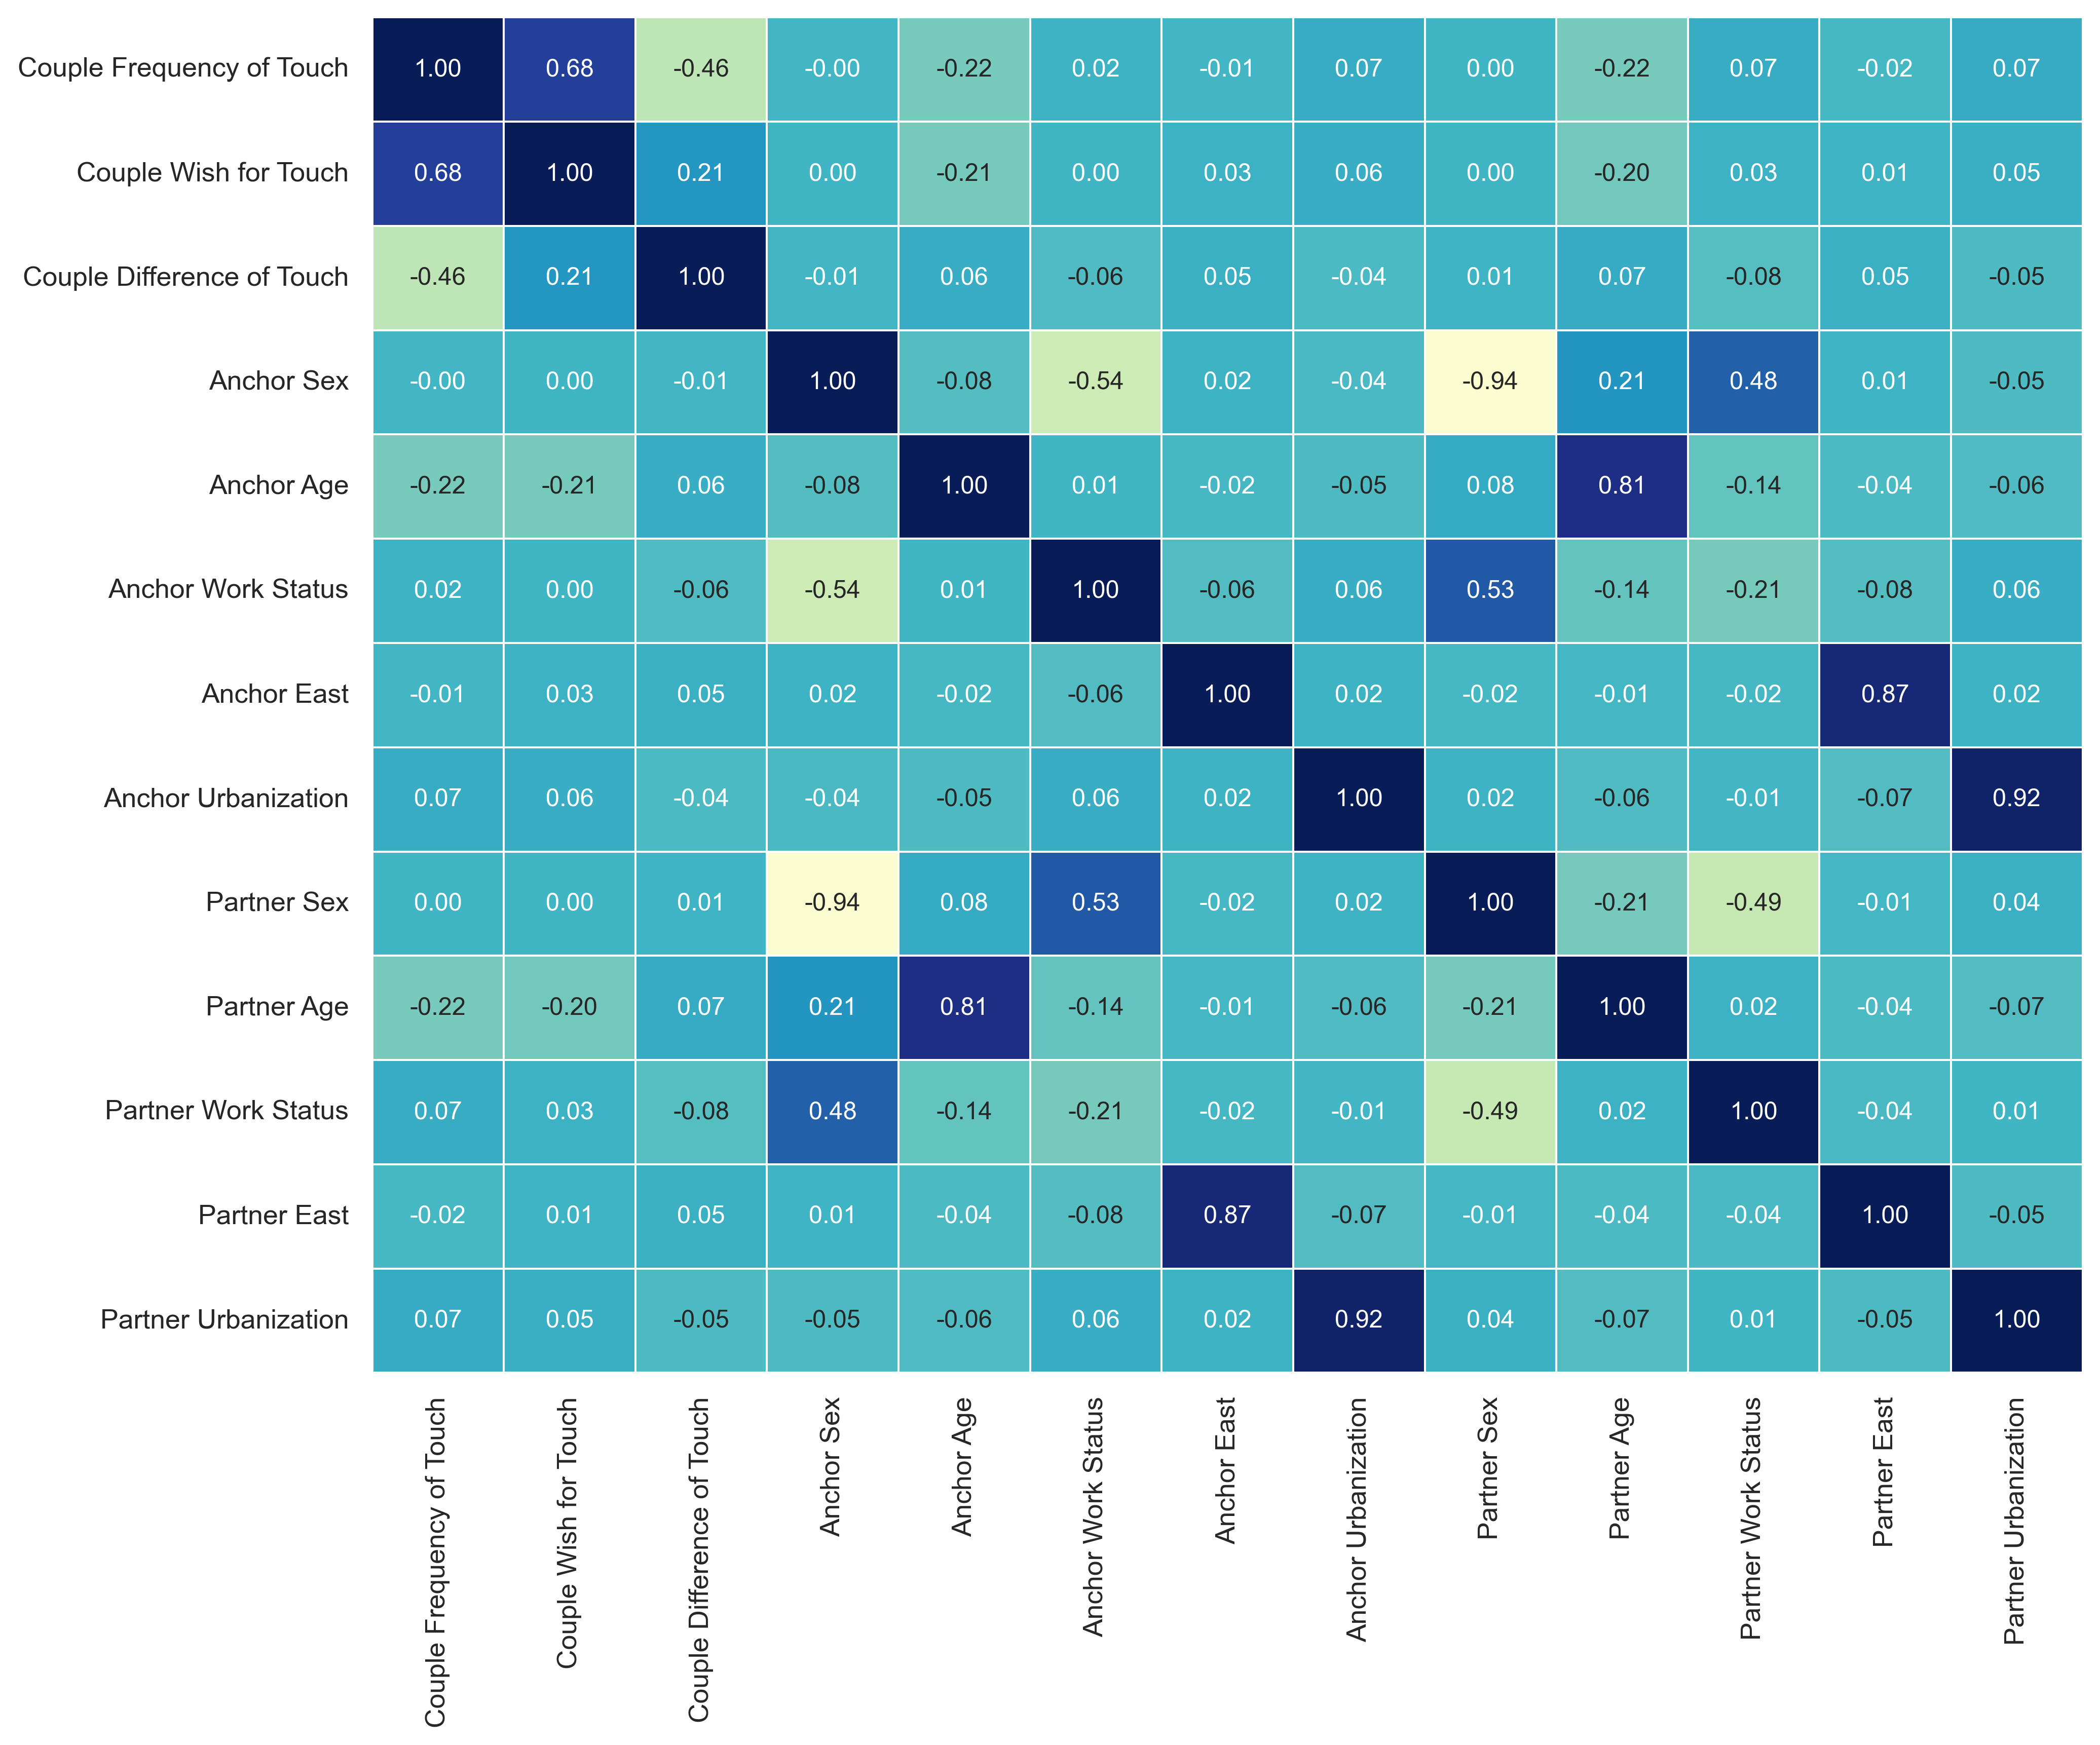 Couple Frequency of Touch 1.00 0.68 -0.46 -0.00 -0.22 0.02 -0.01 0.07 0.00 -0.22 0.07 -0.02 0.07
Couple Wish for Touch 0.68 1.00 0.21 0.00 -0.21 0.00 0.03 0.06 0.00 -0.20 0.03 0.01 0.05
Couple Difference of Touch -0.46 0.21 1.00 -0.01 0.06 -0.06 0.05 -0.04 0.01 0.07 -0.08 0.05 -0.05
Anchor Sex -0.00 0.00 -0.01 1.00 -0.08 -0.54 0.02 -0.04 -0.94 0.21 0.48 0.01 -0.05
Anchor Age -0.22 -0.21 0.06 -0.08 1.00 0.01 -0.02 -0.05 0.08 0.81 -0.14 -0.04 -0.06
Anchor Work Status 0.02 0.00 -0.06 -0.54 0.01 1.00 -0.06 0.06 0.53 -0.14 -0.21 -0.08 0.06
Anchor East -0.01 0.03 0.05 0.02 -0.02 -0.06 1.00 0.02 -0.02 -0.01 -0.02 0.87 0.02
Anchor Urbanization 0.07 0.06 -0.04 -0.04 -0.05 0.06 0.02 1.00 0.02 -0.06 -0.01 -0.07 0.92
Partner Sex 0.00 0.00 0.01 -0.94 0.08 0.53 -0.02 0.02 1.00 -0.21 -0.49 -0.01 0.04
Partner Age -0.22 -0.20 0.07 0.21 0.81 -0.14 -0.01 -0.06 -0.21 1.00 0.02 -0.04 -0.07
Partner Work Status 0.07 0.03 -0.08 0.48 -0.14 -0.21 -0.02 -0.01 -0.49 0.02 1.00 -0.04 0.01
Partner East -0.02 0.01 0.05 0.01 -0.04 -0.08 0.87 -0.07 -0.01 -0.04 -0.04 1.00 -0.05
Partner Urbanization 0.07 0.05 -0.05 -0.05 -0.06 0.06 0.02 0.92 0.04 -0.07 0.01 -0.05 1.00
Couple Frequency of Touch
Couple Wish for Touch
Couple Difference of Touch
Anchor Sex
Anchor Age
Anchor Work Status
Anchor East
Anchor Urbanization
Partner Sex
Partner Age
Partner Work Status
Partner East
Partner Urbanization